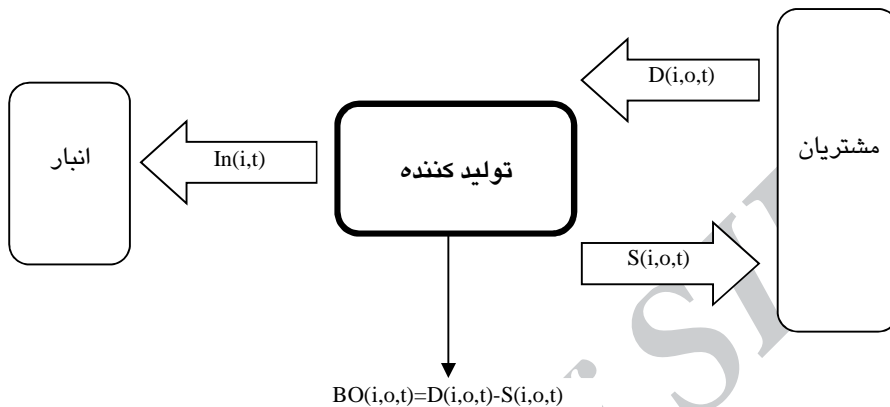 D(i,o,t)
مشتریان
انبار
In(i,t)
تولید کننده
S(i,o,t)
BO(i,o,t)=D(i,o,t)-S(i,o,t)